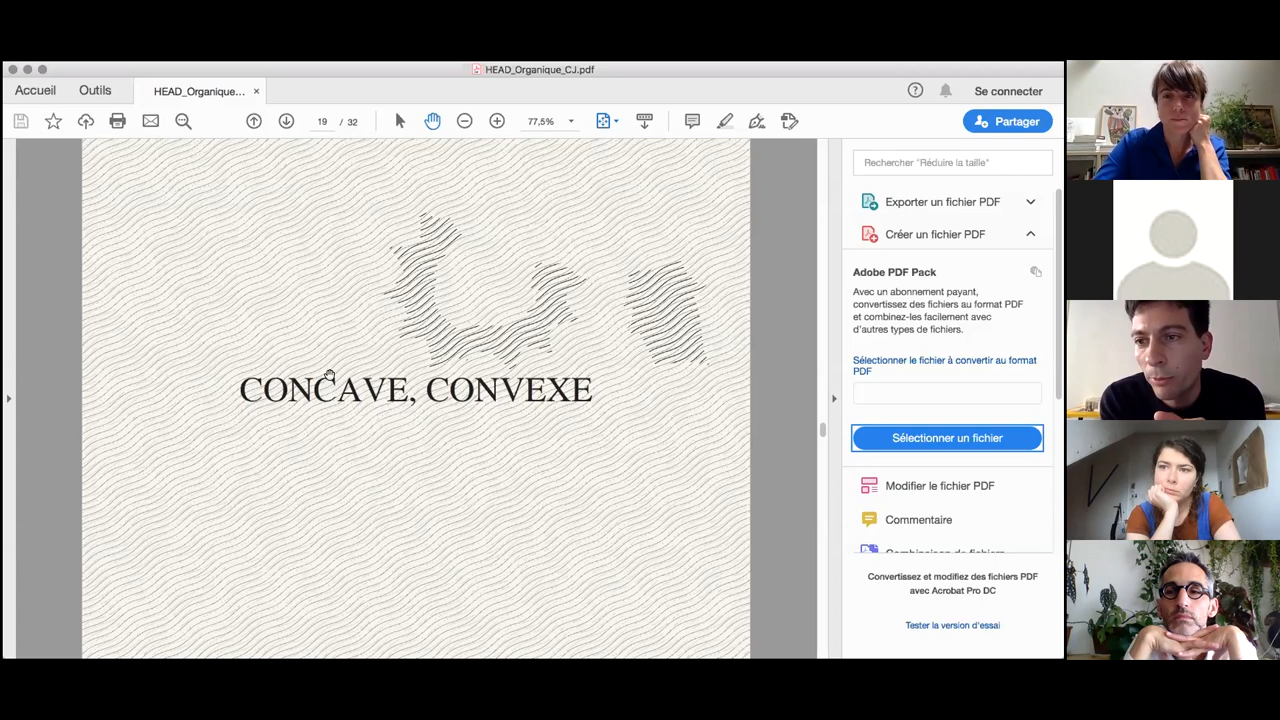 HEAD_Organique_CJ.pdf
Accueil
Outils
HEAD_Organique... ×
Se connecter
19 / 32
77,5%
Partager
CONCAVE, CONVEXE
Rechercher "Réduire la taille"
Exporter un fichier PDF
Créer un fichier PDF
Adobe PDF Pack
Avec un abonnement payant,
convertissez des fichiers au format PDF
et combinez-les facilement avec
d'autres types de fichiers.
Sélectionner le fichier à convertir au format
PDF
Sélectionner un fichier
Modifier le fichier PDF
Commentaire
Combinaison de fichiers
Convertissez et modifiez des fichiers PDF
avec Acrobat Pro DC
Tester la version d'essai